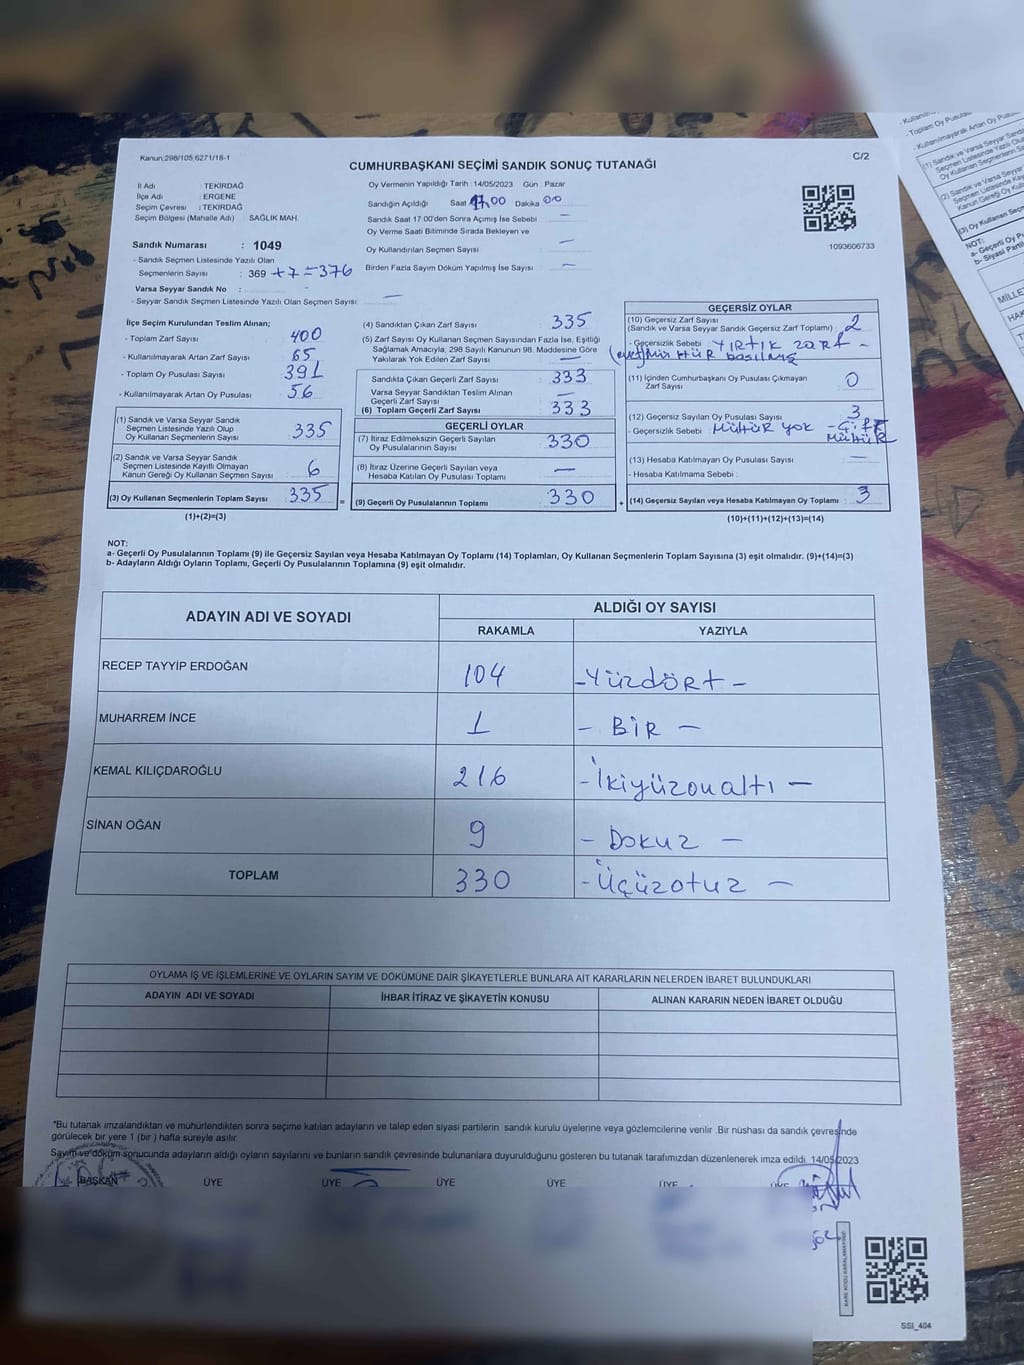 Kanun:298/105,6271/18-1
C/2
CUMHURBAŞKANI SEÇİMİ SANDIK SONUÇ TUTANAĞI
İl Adı : TEKİRDAĞ
İlçe Adı : ERGENE
Seçim Çevresi : TEKİRDAĞ
Seçim Bölgesi (Mahalle Adı) : SAĞLIK MAH.
Oy Vermenin Yapıldığı Tarih : 14/05/2023 Gün : Pazar
Sandığın Açıldığı Saat 17.00 Dakika 00
Sandık Saat 17:00'den Sonra Açılmış İse Sebebi : —
Oy Verme Saati Bitiminde Sırada Bekleyen ve
Oy Kullandırılan Seçmen Sayısı —
Birden Fazla Sayım Döküm Yapılmış İse Sayısı : —
1093606733
Sandık Numarası : 1049
- Sandık Seçmen Listesinde Yazılı Olan
Seçmenlerin Sayısı : 369 +7=376
Varsa Seyyar Sandık No :
- Seyyar Sandık Seçmen Listesinde Yazılı Olan Seçmen Sayısı: —
İlçe Seçim Kurulundan Teslim Alınan;
- Toplam Zarf Sayısı : 400
- Kullanılmayarak Artan Zarf Sayısı : 65
- Toplam Oy Pusulası Sayısı : 391
- Kullanılmayarak Artan Oy Pusulası : 56
(1) Sandık ve Varsa Seyyar Sandık
Seçmen Listesinde Yazılı Olup
Oy Kullanan Seçmenlerin Sayısı : 335
(2) Sandık ve Varsa Seyyar Sandık
Seçmen Listesinde Kayıtlı Olmayan
Kanun Gereği Oy Kullanan Seçmen Sayısı : 6
(3) Oy Kullanan Seçmenlerin Toplam Sayısı : 335 =
(1)+(2)=(3)
(4) Sandıktan Çıkan Zarf Sayısı : 335
(5) Zarf Sayısı Oy Kullanan Seçmen Sayısından Fazla İse, Eşitliği
Sağlamak Amacıyla; 298 Sayılı Kanunun 98. Maddesine Göre
Yakılarak Yok Edilen Zarf Sayısı : —
Sandıkta Çıkan Geçerli Zarf Sayısı : 333
Varsa Seyyar Sandıktan Teslim Alınan
Geçerli Zarf Sayısı : —
(6) Toplam Geçerli Zarf Sayısı : 333
GEÇERLİ OYLAR
(7) İtiraz Edilmeksizin Geçerli Sayılan
Oy Pusulalarının Sayısı : 330
(8) İtiraz Üzerine Geçerli Sayılan veya
Hesaba Katılan Oy Pusulası Toplamı : —
(9) Geçerli Oy Pusulalarının Toplamı : 330 +
GEÇERSİZ OYLAR
(10) Geçersiz Zarf Sayısı
(Sandık ve Varsa Seyyar Sandık Geçersiz Zarf Toplamı) : 2
- Geçersizlik Sebebi : YIRTIK ZARF -
MÜHÜR basılmış
(11) İçinden Cumhurbaşkanı Oy Pusulası Çıkmayan
Zarf Sayısı : 0
(12) Geçersiz Sayılan Oy Pusulası Sayısı : 3
- Geçersizlik Sebebi : MÜHÜR yok - Çift
MÜHÜR
(13) Hesaba Katılmayan Oy Pusulası Sayısı : —
- Hesaba Katılmama Sebebi :
(14) Geçersiz Sayılan veya Hesaba Katılmayan Oy Toplamı : 3
(10)+(11)+(12)+(13)=(14)
NOT:
a- Geçerli Oy Pusulalarının Toplamı (9) ile Geçersiz Sayılan veya Hesaba Katılmayan Oy Toplamı (14) Toplamları, Oy Kullanan Seçmenlerin Toplam Sayısına (3) eşit olmalıdır. (9)+(14)=(3)
b- Adayların Aldığı Oyların Toplamı, Geçerli Oy Pusulalarının Toplamına (9) eşit olmalıdır.
ADAYIN ADI VE SOYADI
ALDIĞI OY SAYISI
RAKAMLA YAZIYLA
RECEP TAYYİP ERDOĞAN 104 -Yüzdört-
MUHARREM İNCE 1 - BİR -
KEMAL KILIÇDAROĞLU 216 -İkiyüzonaltı-
SİNAN OĞAN 9 - Dokuz -
TOPLAM 330 -Üçüzotuz-
OYLAMA İŞ VE İŞLEMLERİNE VE OYLARIN SAYIM VE DÖKÜMÜNE DAİR ŞİKAYETLERLE BUNLARA AİT KARARLARIN NELERDEN İBARET BULUNDUKLARI
ADAYIN ADI VE SOYADI İHBAR İTİRAZ VE ŞİKAYETİN KONUSU ALINAN KARARIN NEDEN İBARET OLDUĞU
*Bu tutanak imzalandıktan ve mühürlendikten sonra seçime katılan adayların ve talep eden siyasi partilerin sandık kurulu üyelerine veya gözlemcilerine verilir. Bir nüshası da sandık çevresinde
görülecek bir yere 1 (bir) hafta süreyle asılır.
Sayım ve döküm sonucunda adayların aldığı oyların sayılarını ve bunların sandık çevresinde bulunanlara duyurulduğunu gösteren bu tutanak tarafımızdan düzenlenerek imza edildi. 14/05/2023
BAŞKAN ÜYE ÜYE ÜYE ÜYE ÜYE ÜYE
SSI_404